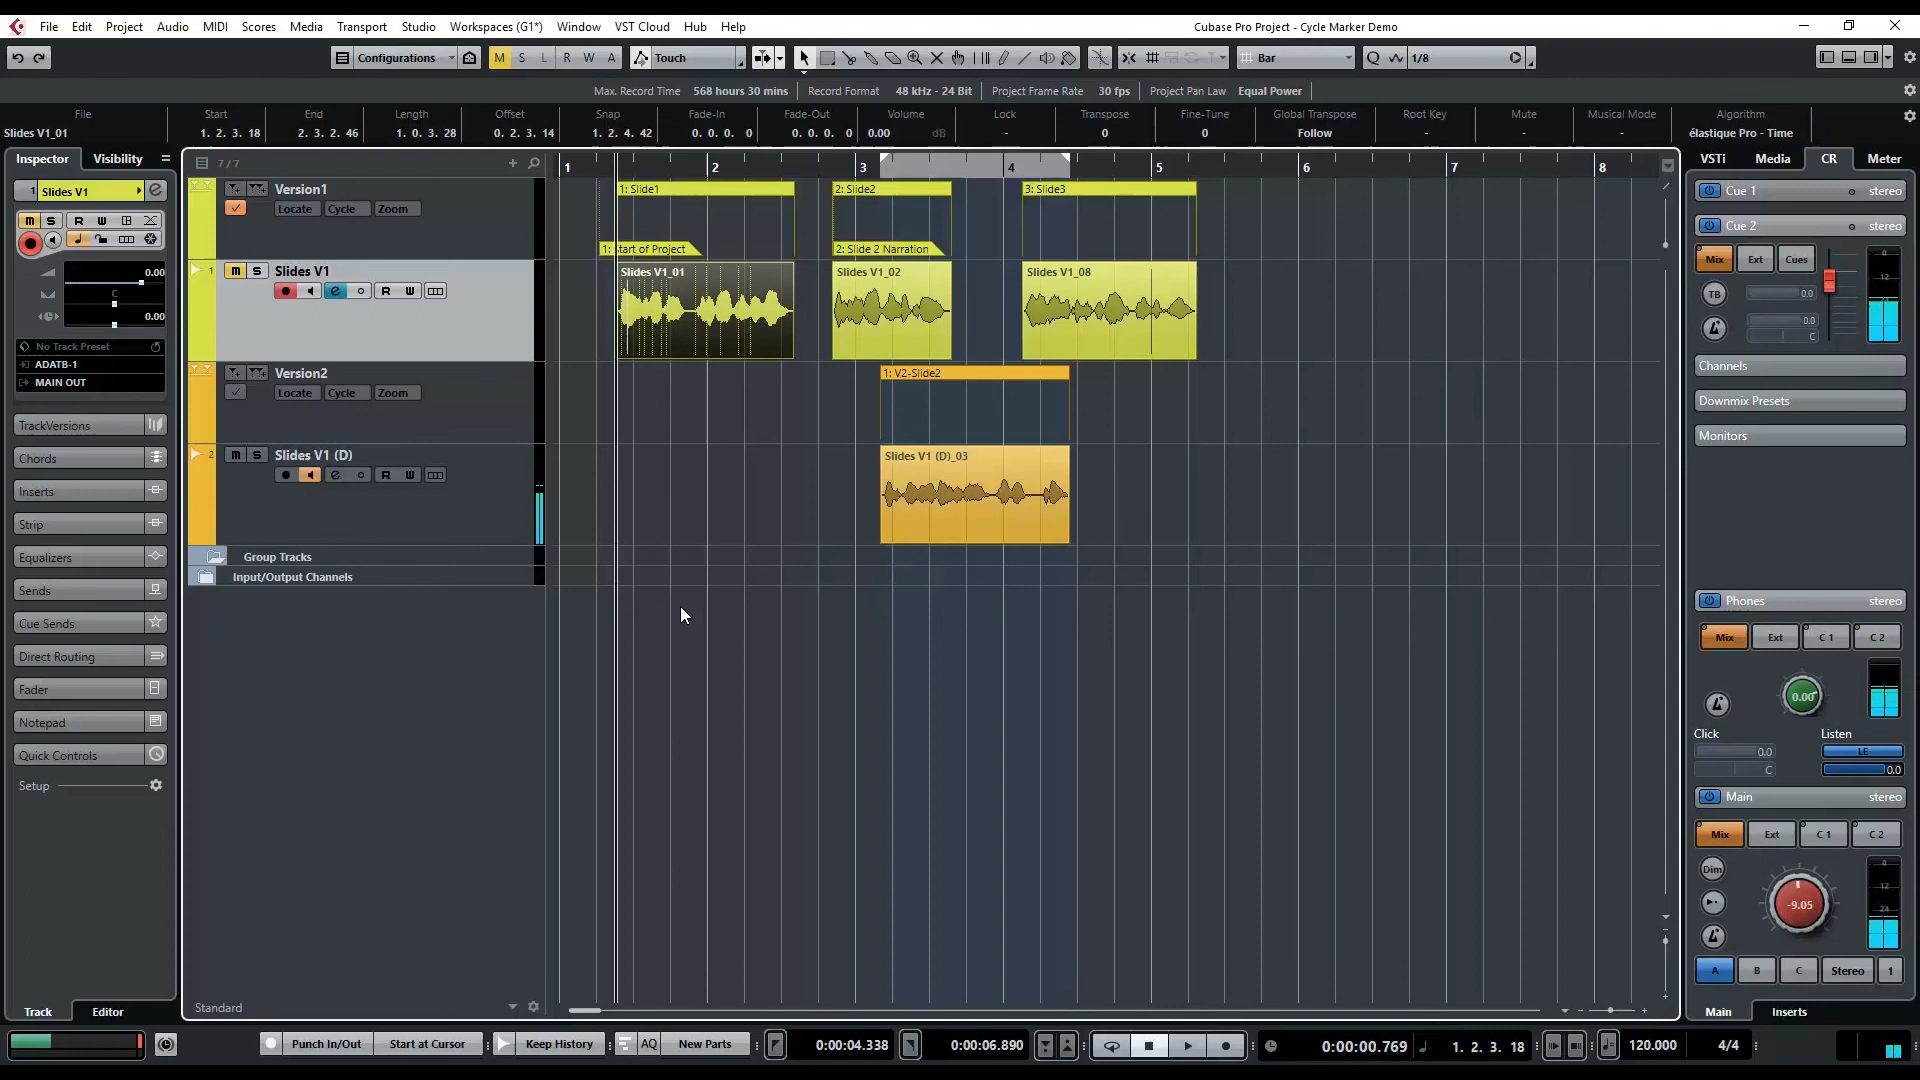 File Edit Project Audio MIDI Scores Media Transport Studio Workspaces (G1*) Window VST Cloud Hub Help
Cubase Pro Project - Cycle Marker Demo
Configurations M S L R W A Touch Bar Q 1/8
Max. Record Time 568 hours 30 mins Record Format 48 kHz - 24 Bit Project Frame Rate 30 fps Project Pan Law Equal Power
File Start End Length Offset Snap Fade-In Fade-Out Volume Lock Transpose Fine-Tune Global Transpose Root Key Mute Musical Mode Algorithm
Slides V1_01 1. 2. 3. 18 2. 3. 2. 46 1. 0. 3. 28 0. 2. 3. 14 1. 2. 4. 42 0. 0. 0. 0 0. 0. 0. 0 0.00 dB - 0 0 Follow - - - élastique Pro - Time
Inspector Visibility
7 / 7
1 2 3 4 5 6 7 8
VSTi Media CR Meter
1 Slides V1
M S R W
0.00
C
0.00
No Track Preset
ADATB-1
MAIN OUT
TrackVersions
Chords
Inserts
Strip
Equalizers
Sends
Cue Sends
Direct Routing
Fader
Notepad
Quick Controls
Setup
Track Editor
Version1
Locate Cycle Zoom
1: Slide1 2: Slide2 3: Slide3
1: Start of Project 2: Slide 2 Narration
1 M S Slides V1
R W
Slides V1_01 Slides V1_02 Slides V1_08
Version2
Locate Cycle Zoom
1: V2-Slide2
2 M S Slides V1 (D)
R W
Slides V1 (D)_03
Group Tracks
Input/Output Channels
Standard
Cue 1 stereo
Cue 2 stereo
Mix Ext Cues
TB 0.0
0.0
C
0
12
Channels
Downmix Presets
Monitors
Phones stereo
Mix Ext C 1 C 2
0.00
Click Listen
0.0 LE
C 0.0
Main stereo
Mix Ext C 1 C 2
Dim
-9.05
0
12
24
A B C Stereo 1
Main Inserts
Punch In/Out Start at Cursor Keep History AQ New Parts 0:00:04.338 0:00:06.890 0:00:00.769 1. 2. 3. 18 120.000 4/4